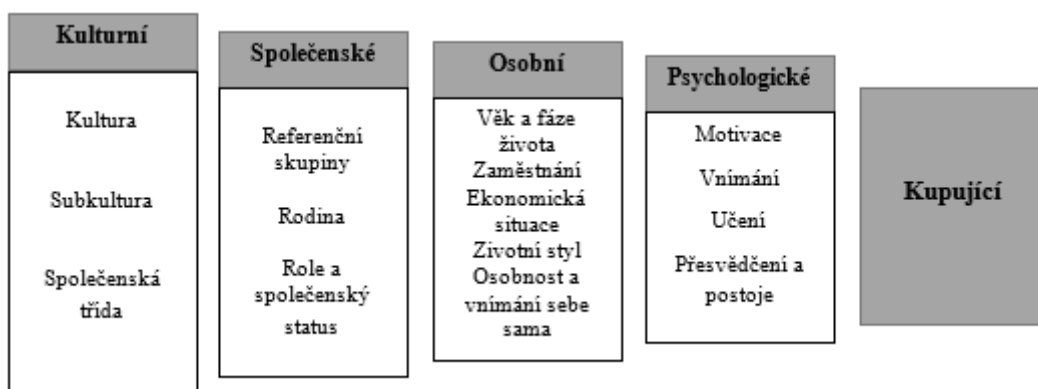 Kulturní
Kultura
Subkultura
Společenská
třída
Společenské
Referenční
skupiny
Rodina
Role a
společenský
status
Osobní
Věk a fáze
života
Zaměstnání
Ekonomická
situace
Zivotní styl
Osobnost a
vnímání sebe
sama
Psychologické
Motivace
Vnímání
Učení
Přesvědčení a
postoje
Kupující